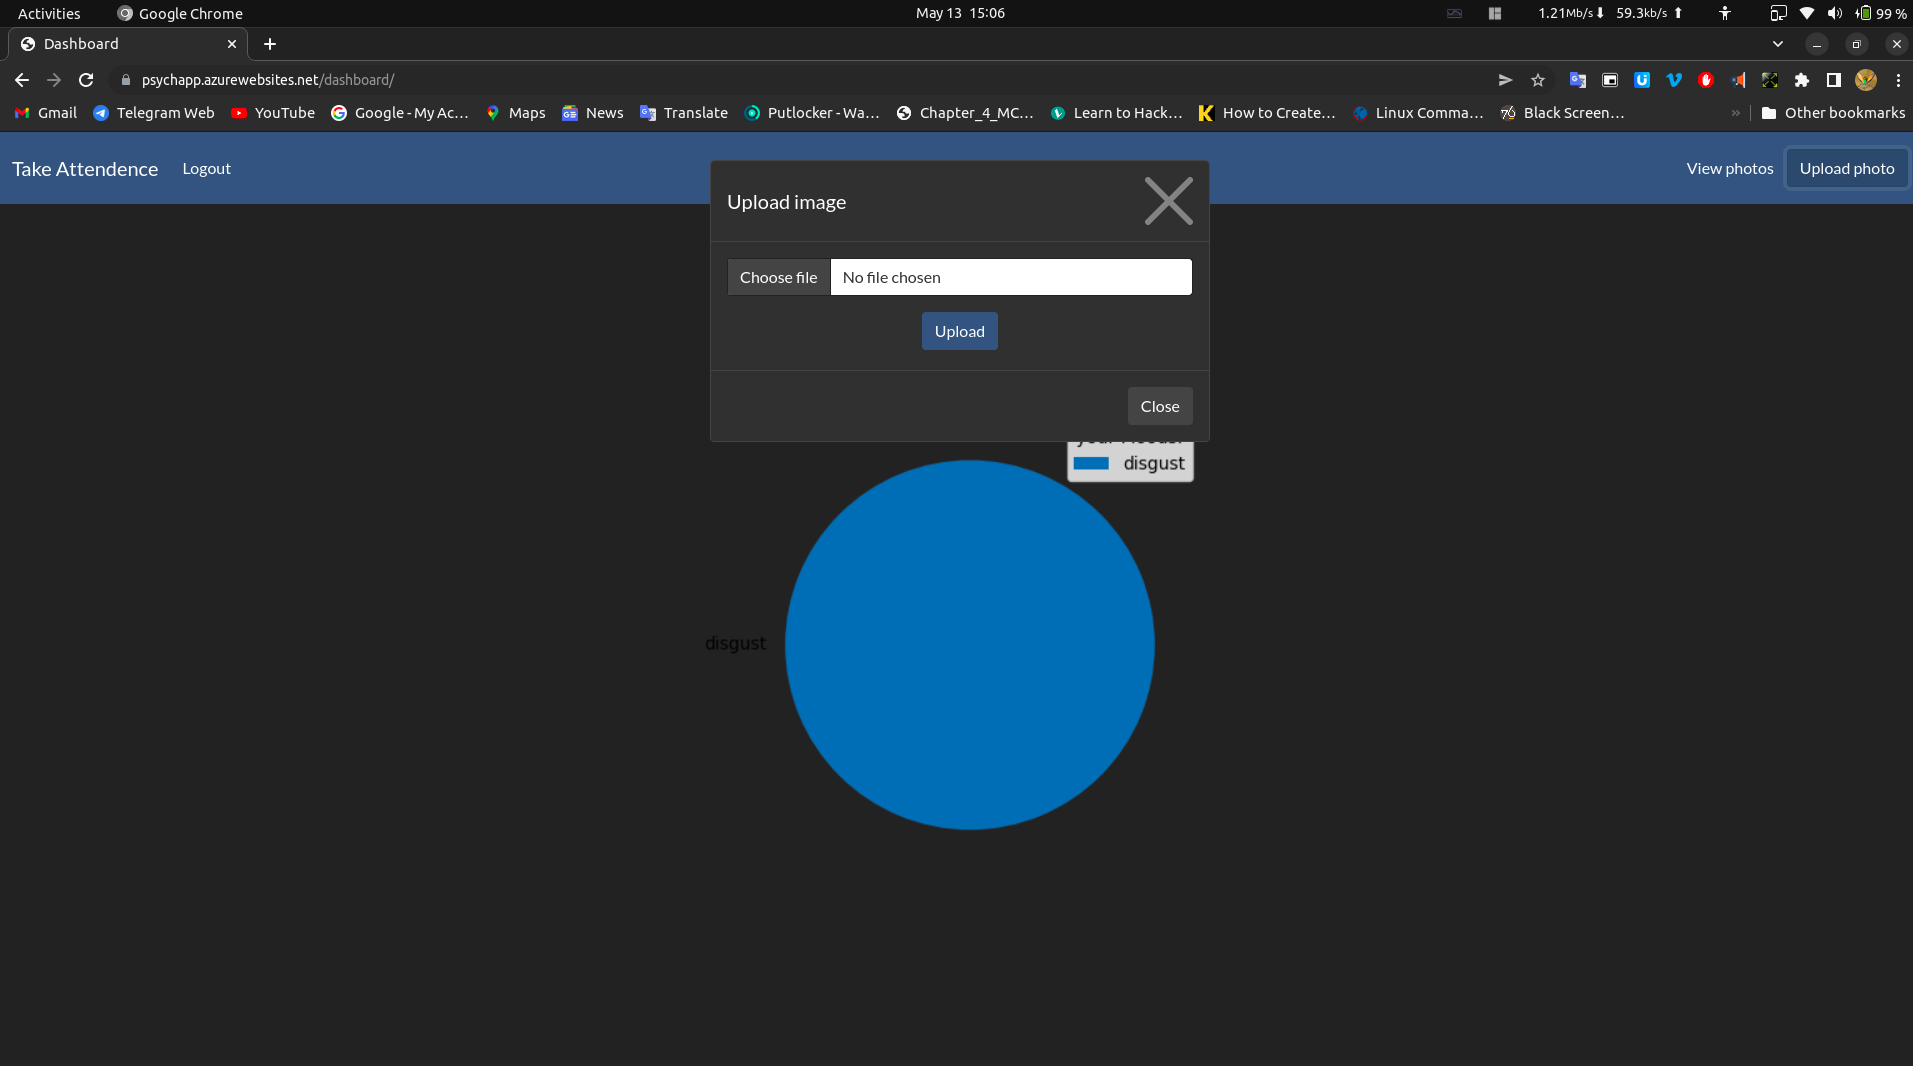 Activities Google Chrome May 13 15:06 1.21Mb/s 59.3kb/s 99 %
Dashboard
psychapp.azurewebsites.net/dashboard/
Gmail Telegram Web YouTube Google - My Ac… Maps News Translate Putlocker - Wa… Chapter_4_MC… Learn to Hack… How to Create… Linux Comma… Black Screen… » Other bookmarks
Take Attendence Logout View photos Upload photo
Upload image
Choose file No file chosen
Upload
Close
disgust
disgust